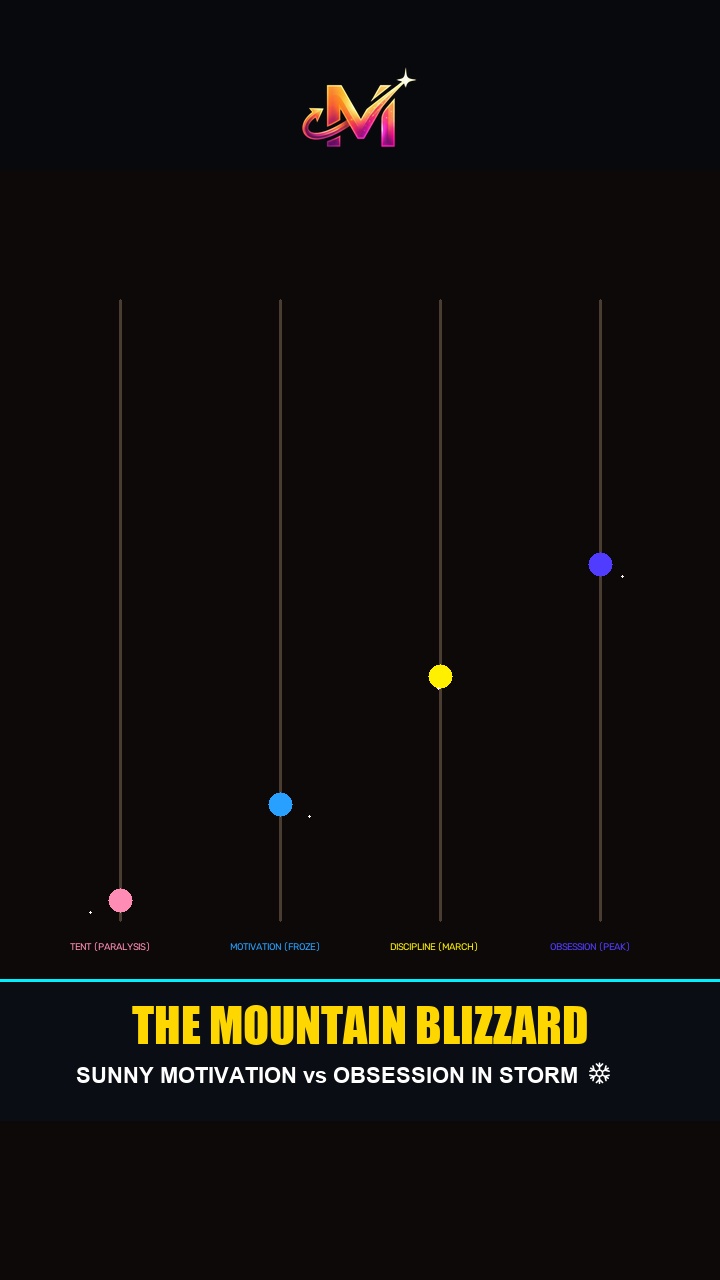 M
TENT (PARALYSIS)
MOTIVATION (FROZE)
DISCIPLINE (MARCH)
OBSESSION (PEAK)
THE MOUNTAIN BLIZZARD
SUNNY MOTIVATION vs OBSESSION IN STORM ❄